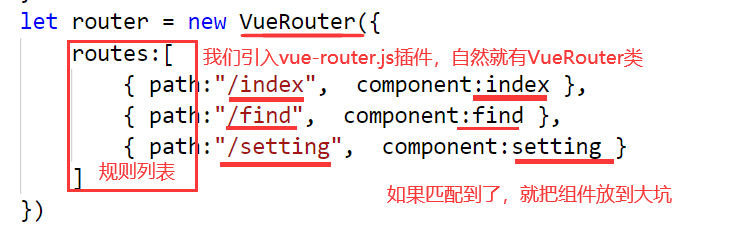 let router = new VueRouter({
routes:[
我们引入vue-router.js插件，自然就有VueRouter类
{ path:"/index", component:index },
{ path:"/find", component:find },
{ path:"/setting", component:setting }
规则列表
]
如果匹配到了，就把组件放到大坑
})